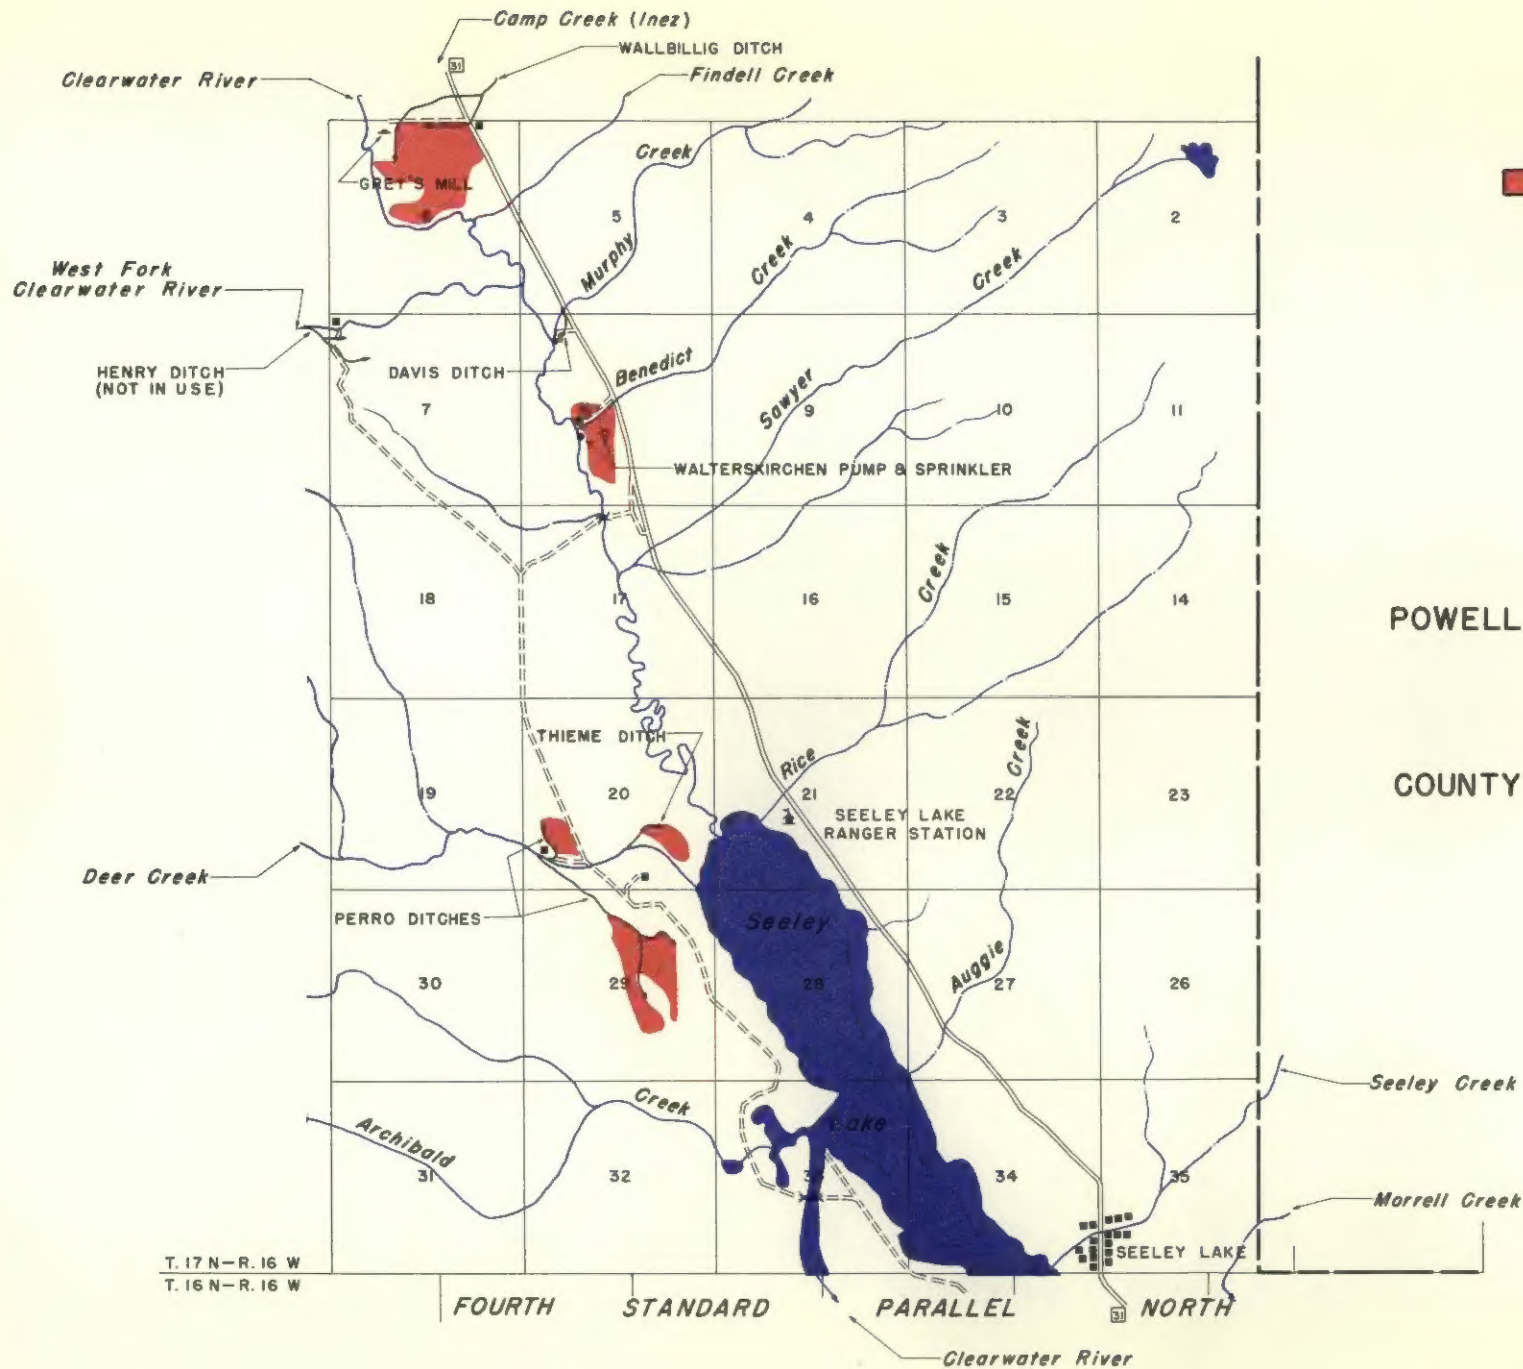 Camp Creek (Inez)
WALLBILLIG DITCH
31
Clearwater River
Findell Creek
Creek
GREY'S MILL
5
4
3
2
Murphy
Creek
Creek
West Fork
Clearwater River
HENRY DITCH
(NOT IN USE)
DAVIS DITCH
Benedict
Sawyer
7
9
10
11
WALTERSKIRCHEN PUMP & SPRINKLER
Creek
18
17
16
15
14
POWELL
THIEME DITCH
Rice
Creek
19
20
21
22
23
COUNTY
SEELEY LAKE
RANGER STATION
Deer Creek
PERRO DITCHES
Seeley
Auggie
30
29
28
27
26
Creek
Seeley Creek
Lake
Archibald
31
32
33
34
35
Morrell Creek
SEELEY LAKE
T. 17 N-R. 16 W
T. 16 N-R. 16 W
FOURTH STANDARD PARALLEL NORTH
31
Clearwater River